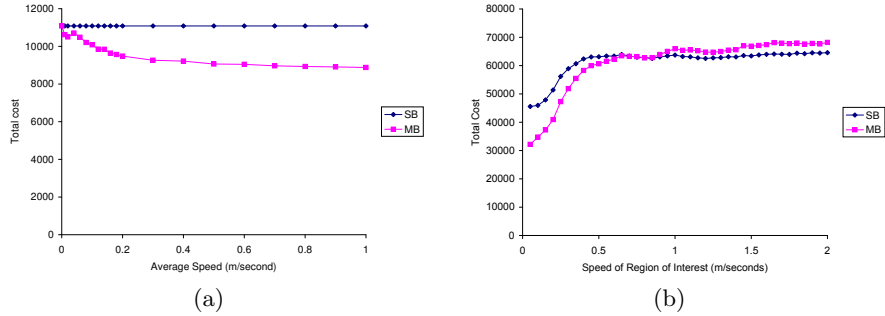 12000
10000
8000
6000
4000
2000
0
Total cost
0 0.2 0.4 0.6 0.8 1
Average Speed (m/second)
SB
MB
(a)
80000
70000
60000
50000
40000
30000
20000
10000
0
Total Cost
0 0.5 1 1.5 2
Speed of Region of Interest (m/seconds)
SB
MB
(b)